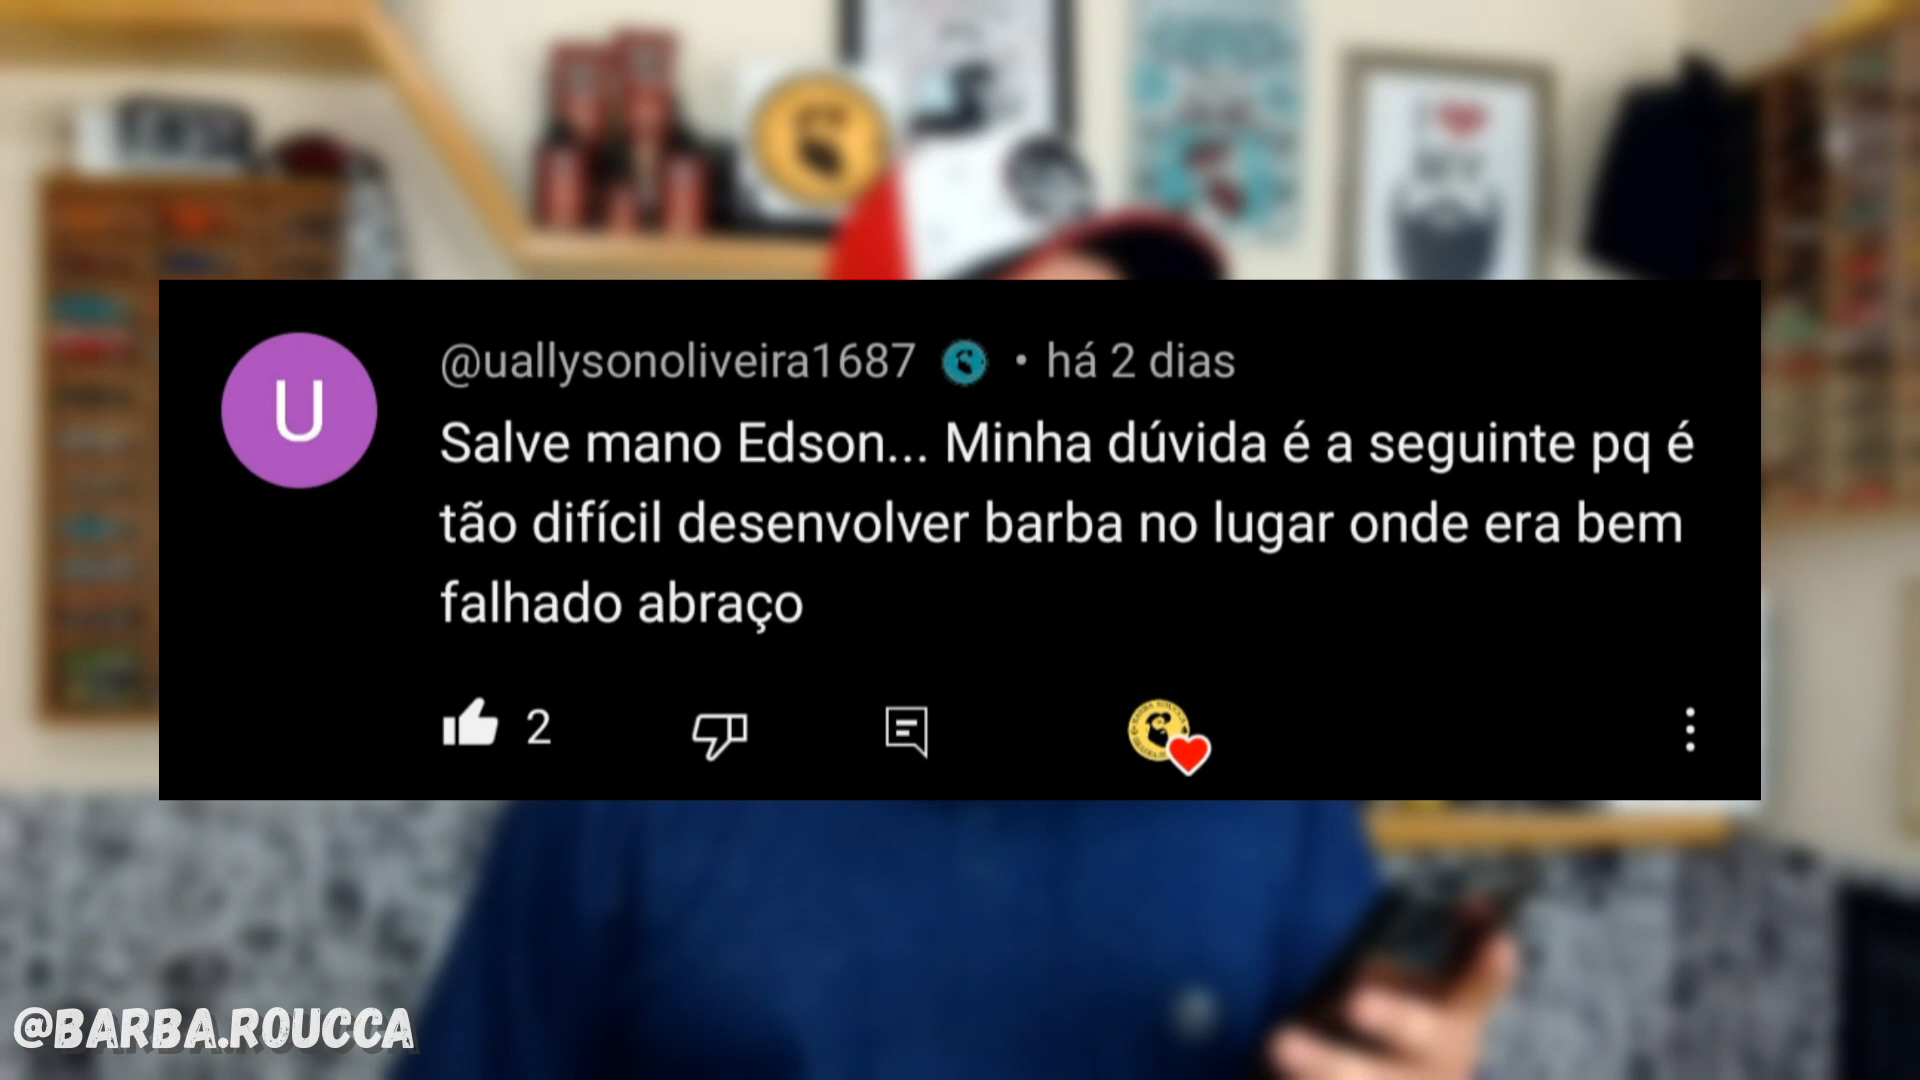 U
@uallysonoliveira1687 • há 2 dias
Salve mano Edson... Minha dúvida é a seguinte pq é
tão difícil desenvolver barba no lugar onde era bem
falhado abraço
2
@BARBA.ROUCCA